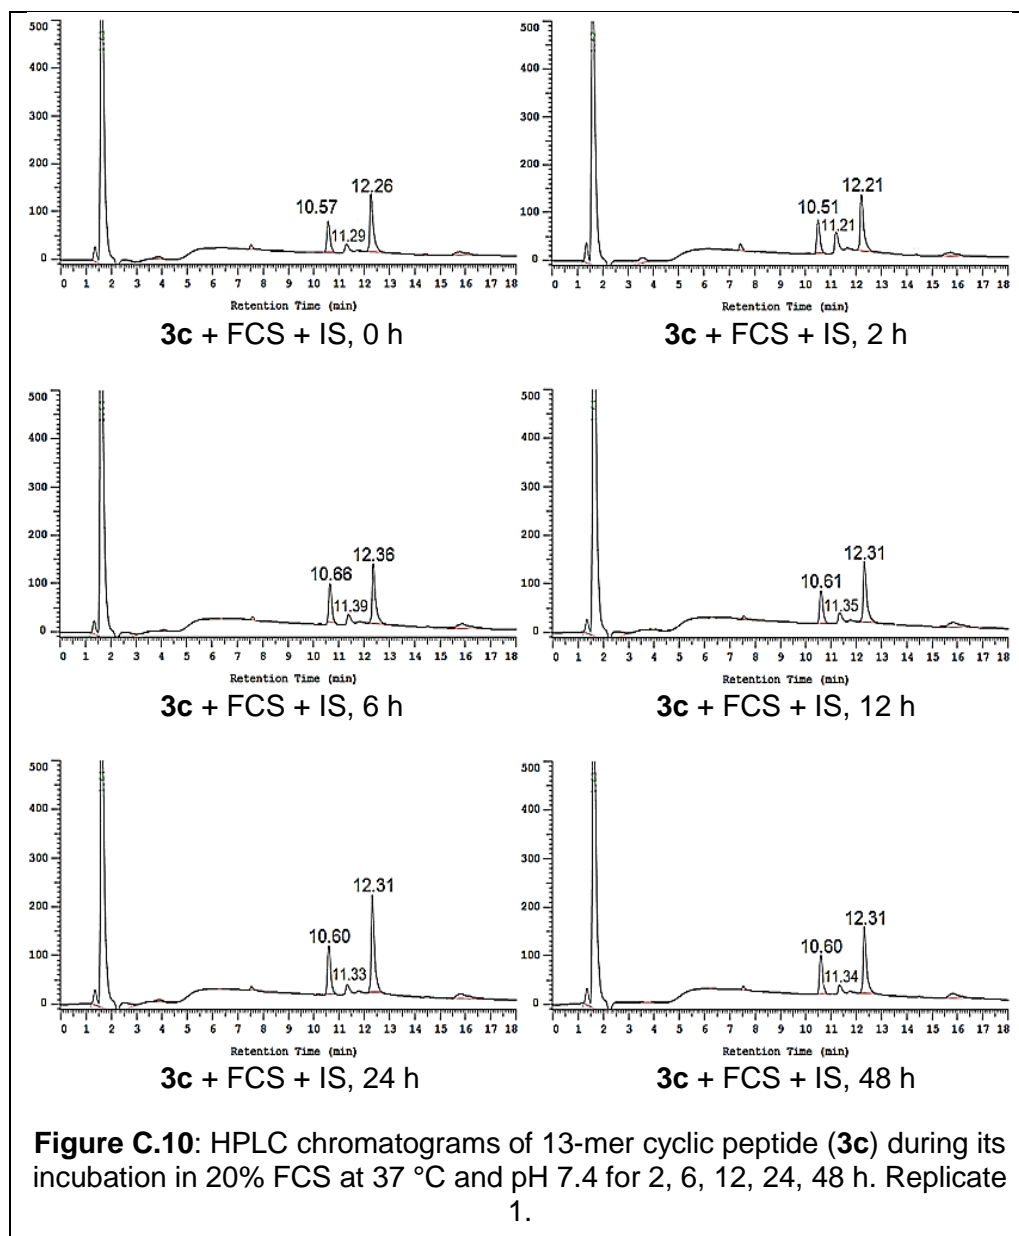 500
400
300
200
100
0
10.57
11.29
12.26
0 1 2 3 4 5 6 7 8 9 10 11 12 13 14 15 16 17 18
Retention Time (min)
3c + FCS + IS, 0 h
500
400
300
200
100
0
10.51
11.21
12.21
0 1 2 3 4 5 6 7 8 9 10 11 12 13 14 15 16 17 18
Retention Time (min)
3c + FCS + IS, 2 h
500
400
300
200
100
0
10.66
11.39
12.36
0 1 2 3 4 5 6 7 8 9 10 11 12 13 14 15 16 17 18
Retention Time (min)
3c + FCS + IS, 6 h
500
400
300
200
100
0
10.61
11.35
12.31
0 1 2 3 4 5 6 7 8 9 10 11 12 13 14 15 16 17 18
Retention Time (min)
3c + FCS + IS, 12 h
500
400
300
200
100
0
10.60
11.33
12.31
0 1 2 3 4 5 6 7 8 9 10 11 12 13 14 15 16 17 18
Retention Time (min)
3c + FCS + IS, 24 h
500
400
300
200
100
0
10.60
11.34
12.31
0 1 2 3 4 5 6 7 8 9 10 11 12 13 14 15 16 17 18
Retention Time (min)
3c + FCS + IS, 48 h
Figure C.10: HPLC chromatograms of 13-mer cyclic peptide (3c) during its
incubation in 20% FCS at 37 °C and pH 7.4 for 2, 6, 12, 24, 48 h. Replicate
1.